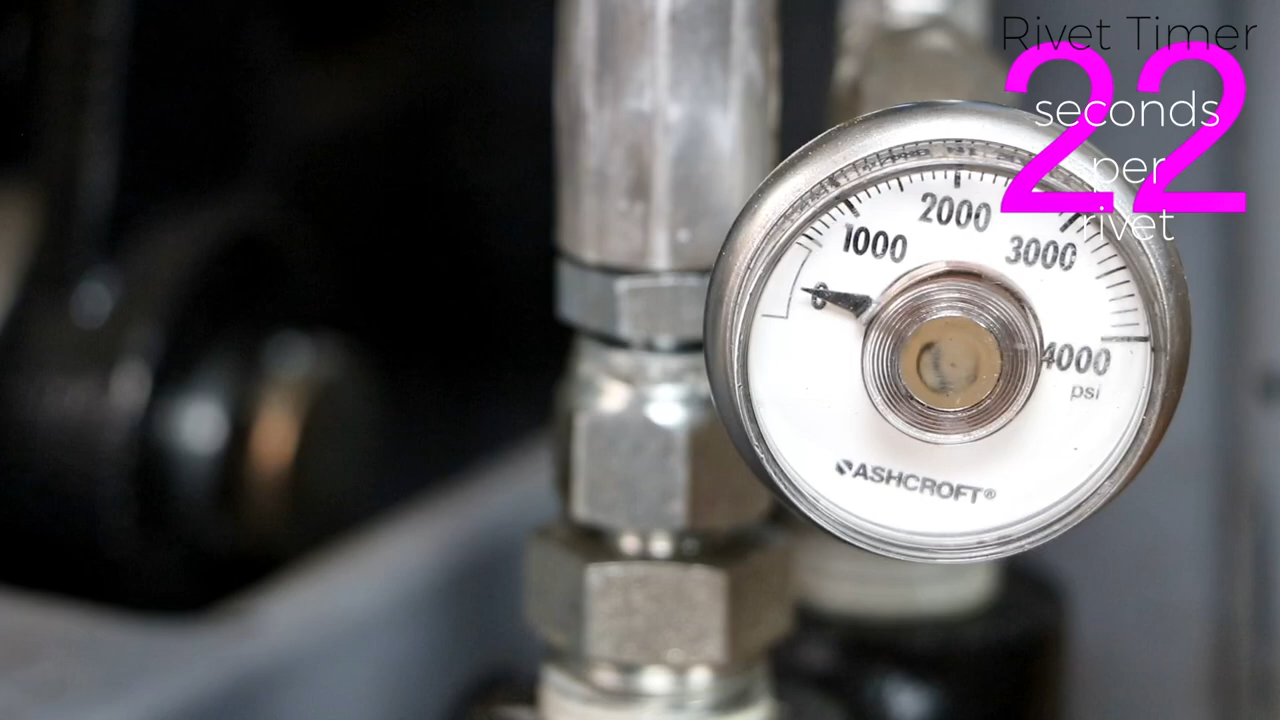 Rivet Timer
22
seconds
per
rivet
2000
1000
3000
0
4000
psi
ASHCROFT®